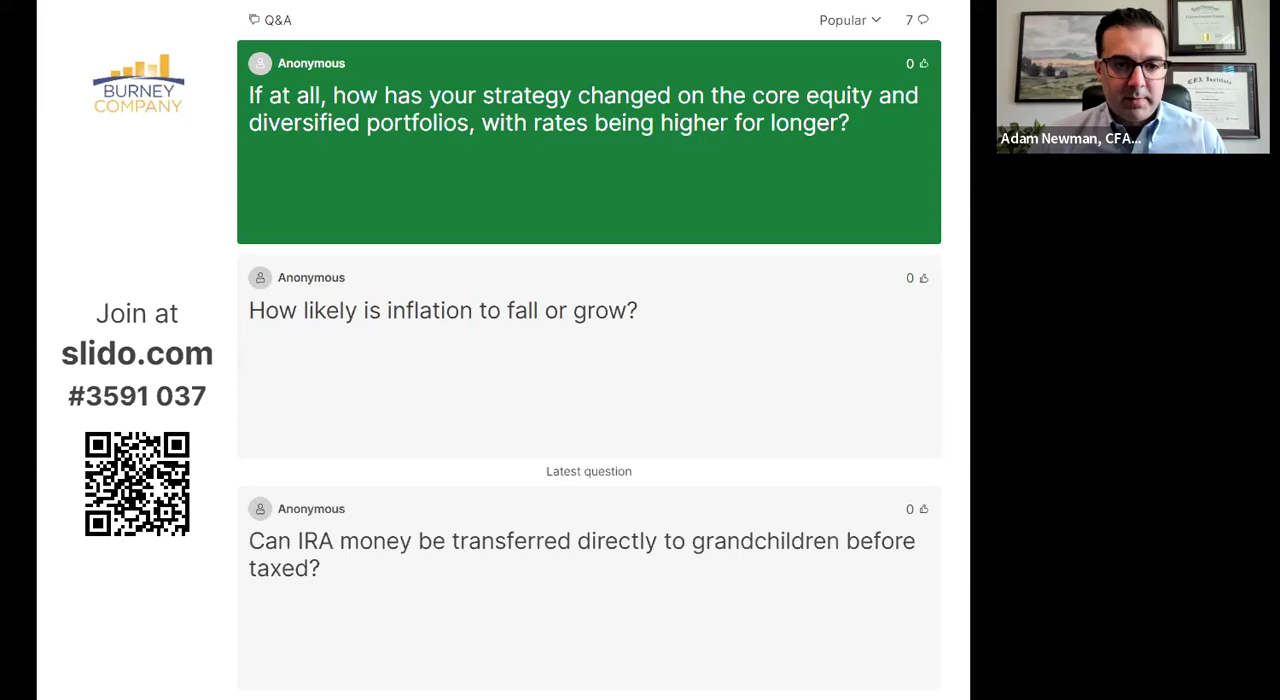 Q&A
Popular
7
BURNEY
COMPANY
Anonymous
0
If at all, how has your strategy changed on the core equity and
diversified portfolios, with rates being higher for longer?
Adam Newman, CFA...
Anonymous
0
How likely is inflation to fall or grow?
Join at
slido.com
#3591 037
Latest question
Anonymous
0
Can IRA money be transferred directly to grandchildren before
taxed?